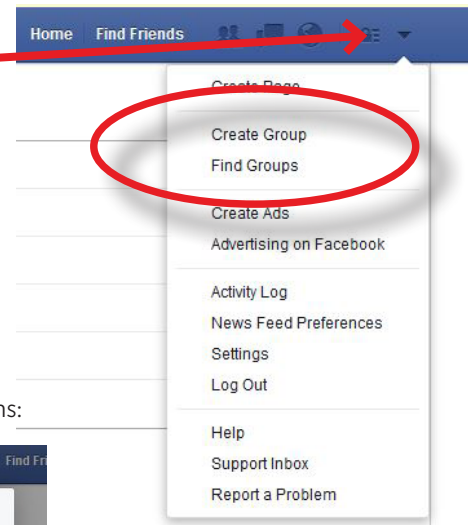 Home Find Friends
Create Page
Create Group
Find Groups
Create Ads
Advertising on Facebook
Activity Log
News Feed Preferences
Settings
Log Out
ns:
Help
Find Fri
Support Inbox
Report a Problem